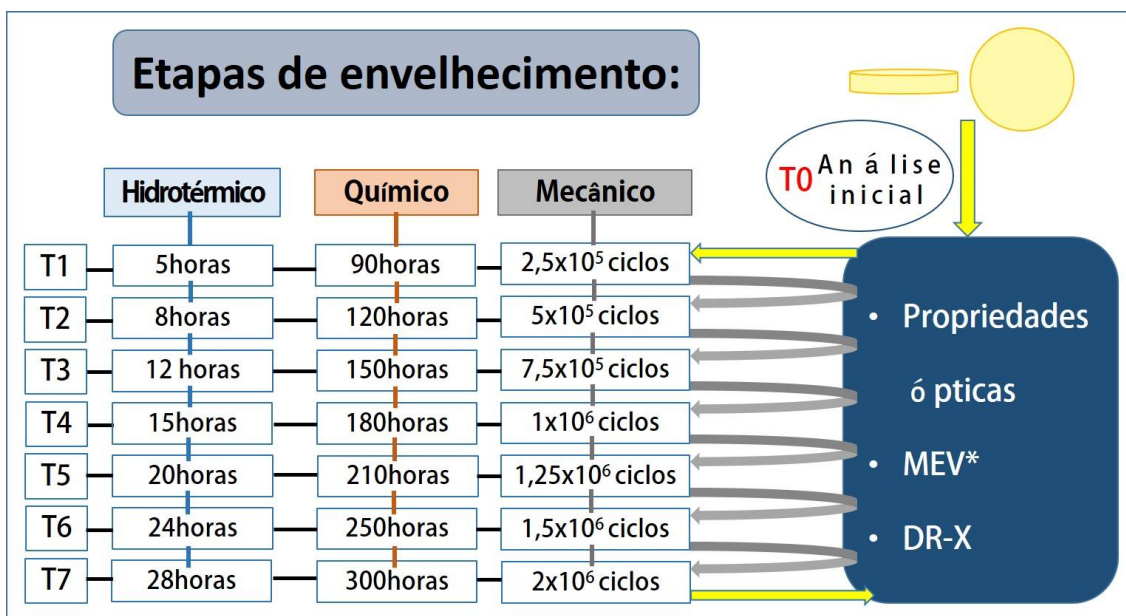 Etapas de envelhecimento:
T0 An á lise
inicial
Hidrotérmico Químico Mecânico
T1 5horas 90horas 2,5x10⁵ ciclos
T2 8horas 120horas 5x10⁵ ciclos
T3 12 horas 150horas 7,5x10⁵ ciclos
T4 15horas 180horas 1x10⁶ ciclos
T5 20horas 210horas 1,25x10⁶ ciclos
T6 24horas 250horas 1,5x10⁶ ciclos
T7 28horas 300horas 2x10⁶ ciclos
• Propriedades
ó pticas
• MEV*
• DR-X